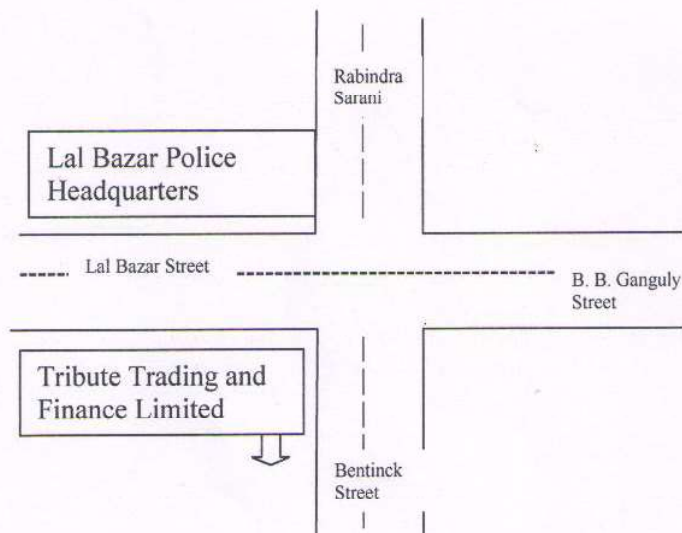 Rabindra
Sarani
Lal Bazar Police
Headquarters
Lal Bazar Street
B. B. Ganguly
Street
Tribute Trading and
Finance Limited
Bentinck
Street